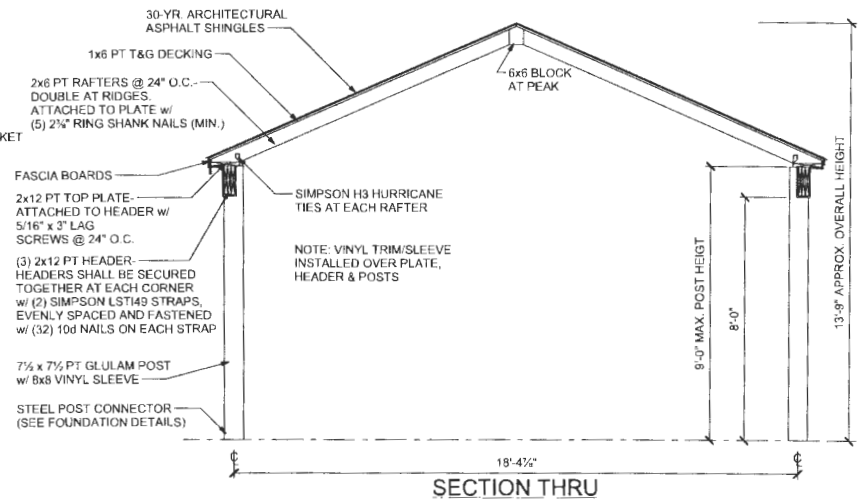 30-YR. ARCHITECTURAL
ASPHALT SHINGLES
1x6 PT T&G DECKING
2x6 PT RAFTERS @ 24" O.C.-
DOUBLE AT RIDGES.
ATTACHED TO PLATE w/
(5) 2⅜" RING SHANK NAILS (MIN.)
KET
FASCIA BOARDS
2x12 PT TOP PLATE-
ATTACHED TO HEADER w/
5/16" x 3" LAG
SCREWS @ 24" O.C.
(3) 2x12 PT HEADER-
HEADERS SHALL BE SECURED
TOGETHER AT EACH CORNER
w/ (2) SIMPSON LSTI49 STRAPS,
EVENLY SPACED AND FASTENED
w/ (32) 10d NAILS ON EACH STRAP
7½ x 7½ PT GLULAM POST
w/ 8x8 VINYL SLEEVE
STEEL POST CONNECTOR
(SEE FOUNDATION DETAILS)
6x6 BLOCK
AT PEAK
SIMPSON H3 HURRICANE
TIES AT EACH RAFTER
NOTE: VINYL TRIM/SLEEVE
INSTALLED OVER PLATE,
HEADER & POSTS
9'-0" MAX. POST HEIGT
8'-0"
13'-9" APPROX. OVERALL HEIGHT
℄
18'-4⅞"
℄
SECTION THRU